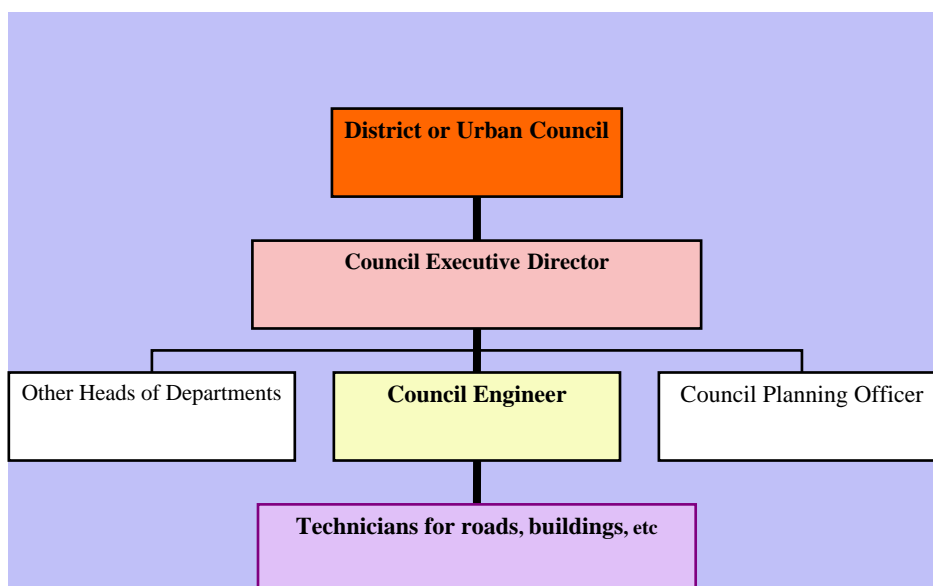 District or Urban Council
Council Executive Director
Other Heads of Departments
Council Engineer
Council Planning Officer
Technicians for roads, buildings, etc